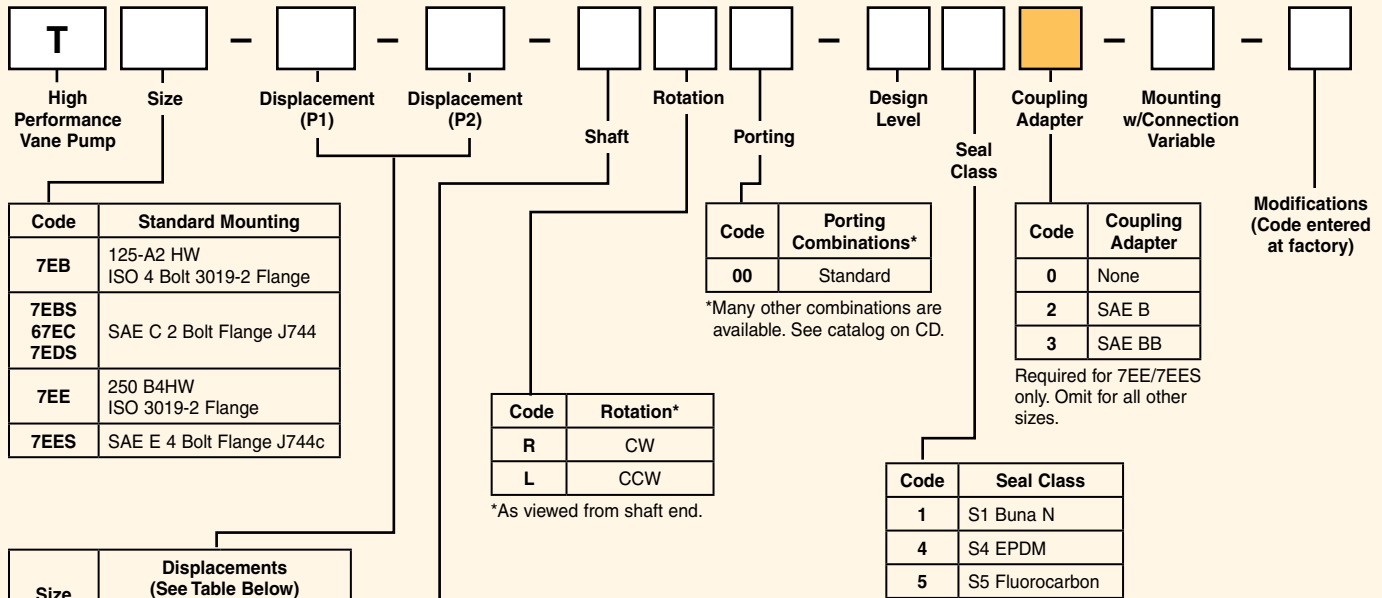 T – – – – – –
High Performance Vane Pump
Size
Displacement (P1)
Displacement (P2)
Shaft
Rotation
Porting
Design Level
Seal Class
Coupling Adapter
Mounting w/Connection Variable
Modifications (Code entered at factory)
Code Standard Mounting
7EB 125-A2 HW
ISO 4 Bolt 3019-2 Flange
7EBS
67EC SAE C 2 Bolt Flange J744
7EDS
7EE 250 B4HW
ISO 3019-2 Flange
7EES SAE E 4 Bolt Flange J744c
Code Porting Combinations*
00 Standard
*Many other combinations are
available. See catalog on CD.
Code Coupling Adapter
0 None
2 SAE B
3 SAE BB
Required for 7EE/7EES
only. Omit for all other
sizes.
Code Rotation*
R CW
L CCW
*As viewed from shaft end.
Code Seal Class
1 S1 Buna N
4 S4 EPDM
5 S5 Fluorocarbon
Size Displacements
(See Table Below)